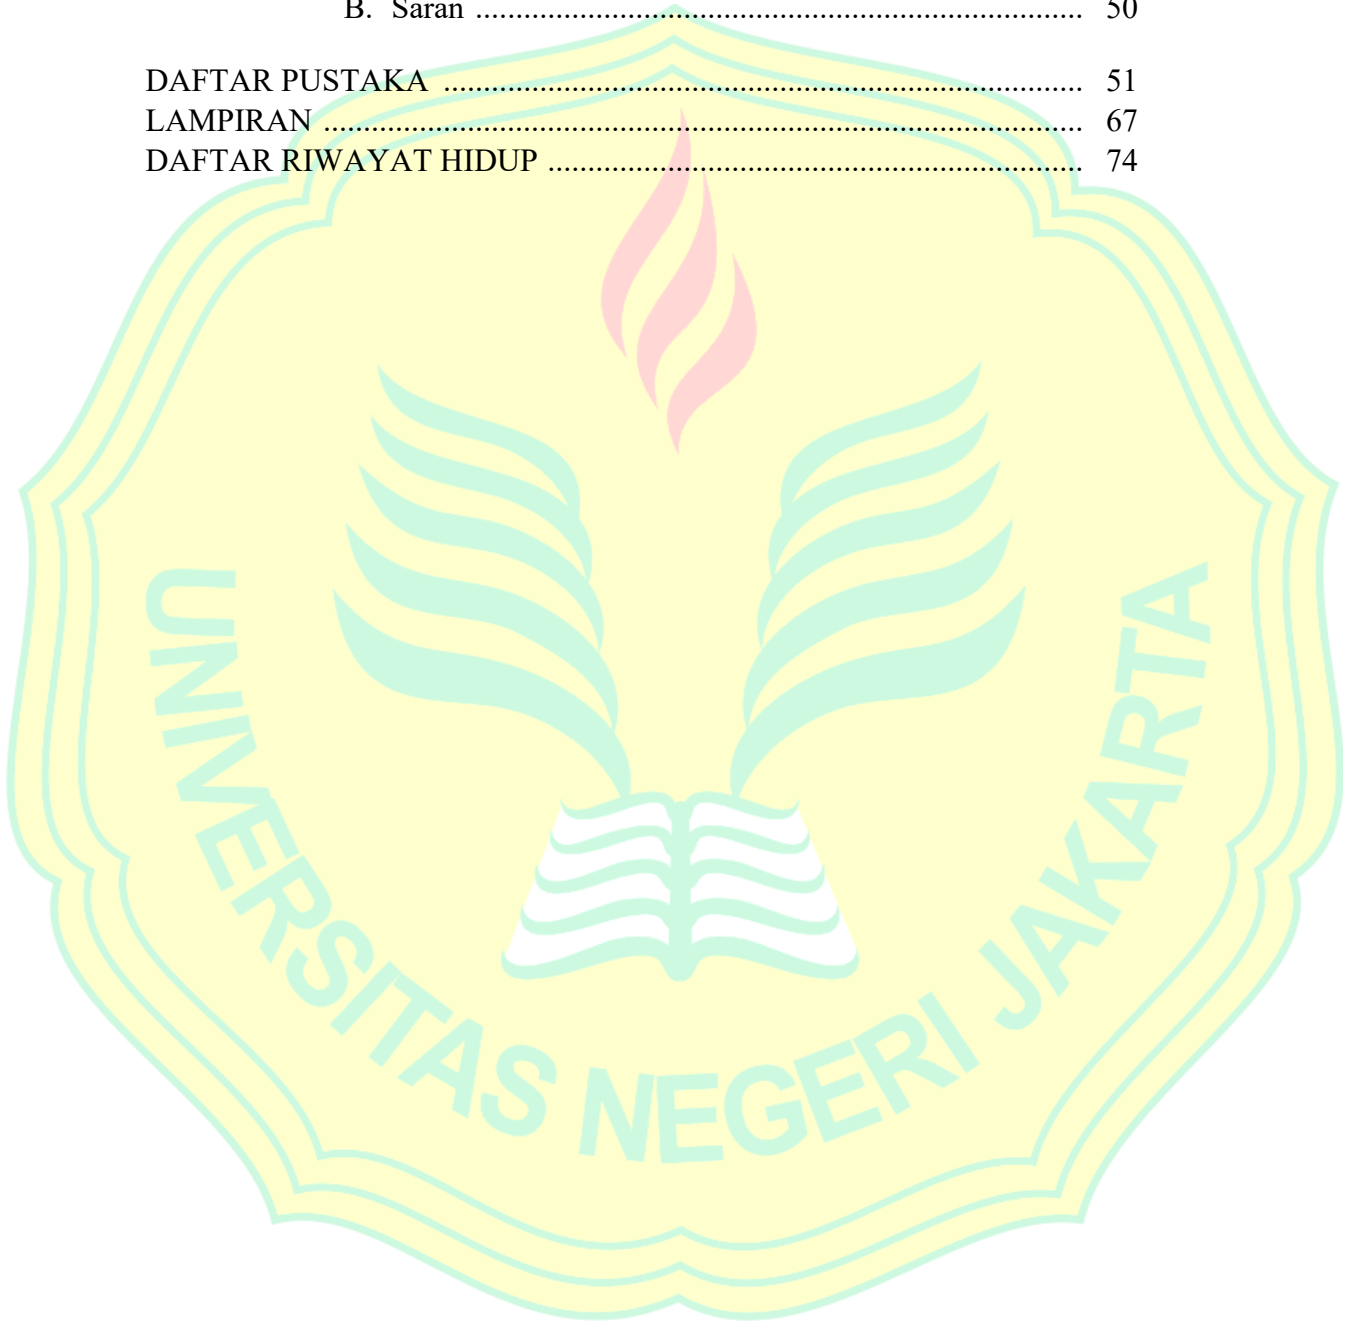 B. Saran ................................................................ 50
DAFTAR PUSTAKA .................................................................... 51
LAMPIRAN ................................................................................ 67
DAFTAR RIWAYAT HIDUP ........................................................ 74
UNIVERSITAS NEGERI JAKARTA